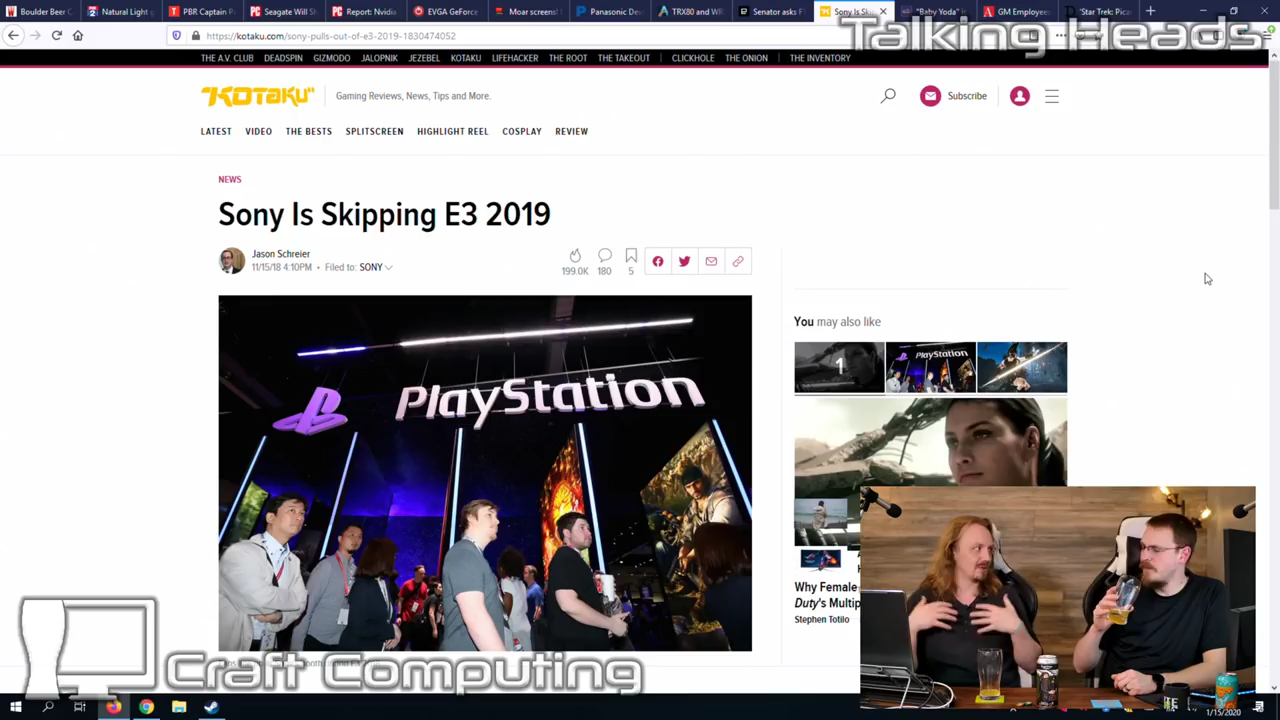 Boulder Beer C
Natural Light
PBR Captain P
Seagate Will Sh
Report: Nvidia
EVGA GeForce
Moar screens!
Panasonic De
TRX80 and WR
Senator asks F
Sony Is Sk
"Baby Yoda" i
GM Employee
'Star Trek: Pica
Talking Heads
https://kotaku.com/sony-pulls-out-of-e3-2019-1830474052
THE A.V. CLUB DEADSPIN GIZMODO JALOPNIK JEZEBEL KOTAKU LIFEHACKER THE ROOT THE TAKEOUT CLICKHOLE THE ONION THE INVENTORY
KOTAKU
Gaming Reviews, News, Tips and More.
Subscribe
LATEST VIDEO THE BESTS SPLITSCREEN HIGHLIGHT REEL COSPLAY REVIEW
NEWS
Sony Is Skipping E3 2019
Jason Schreier
11/15/18 4:10PM • Filed to: SONY
199.0K 180 5
You may also like
1
PlayStation
PlayStation
Why Female
Duty's Multip
Stephen Totilo
Craft Computing
1/15/2020